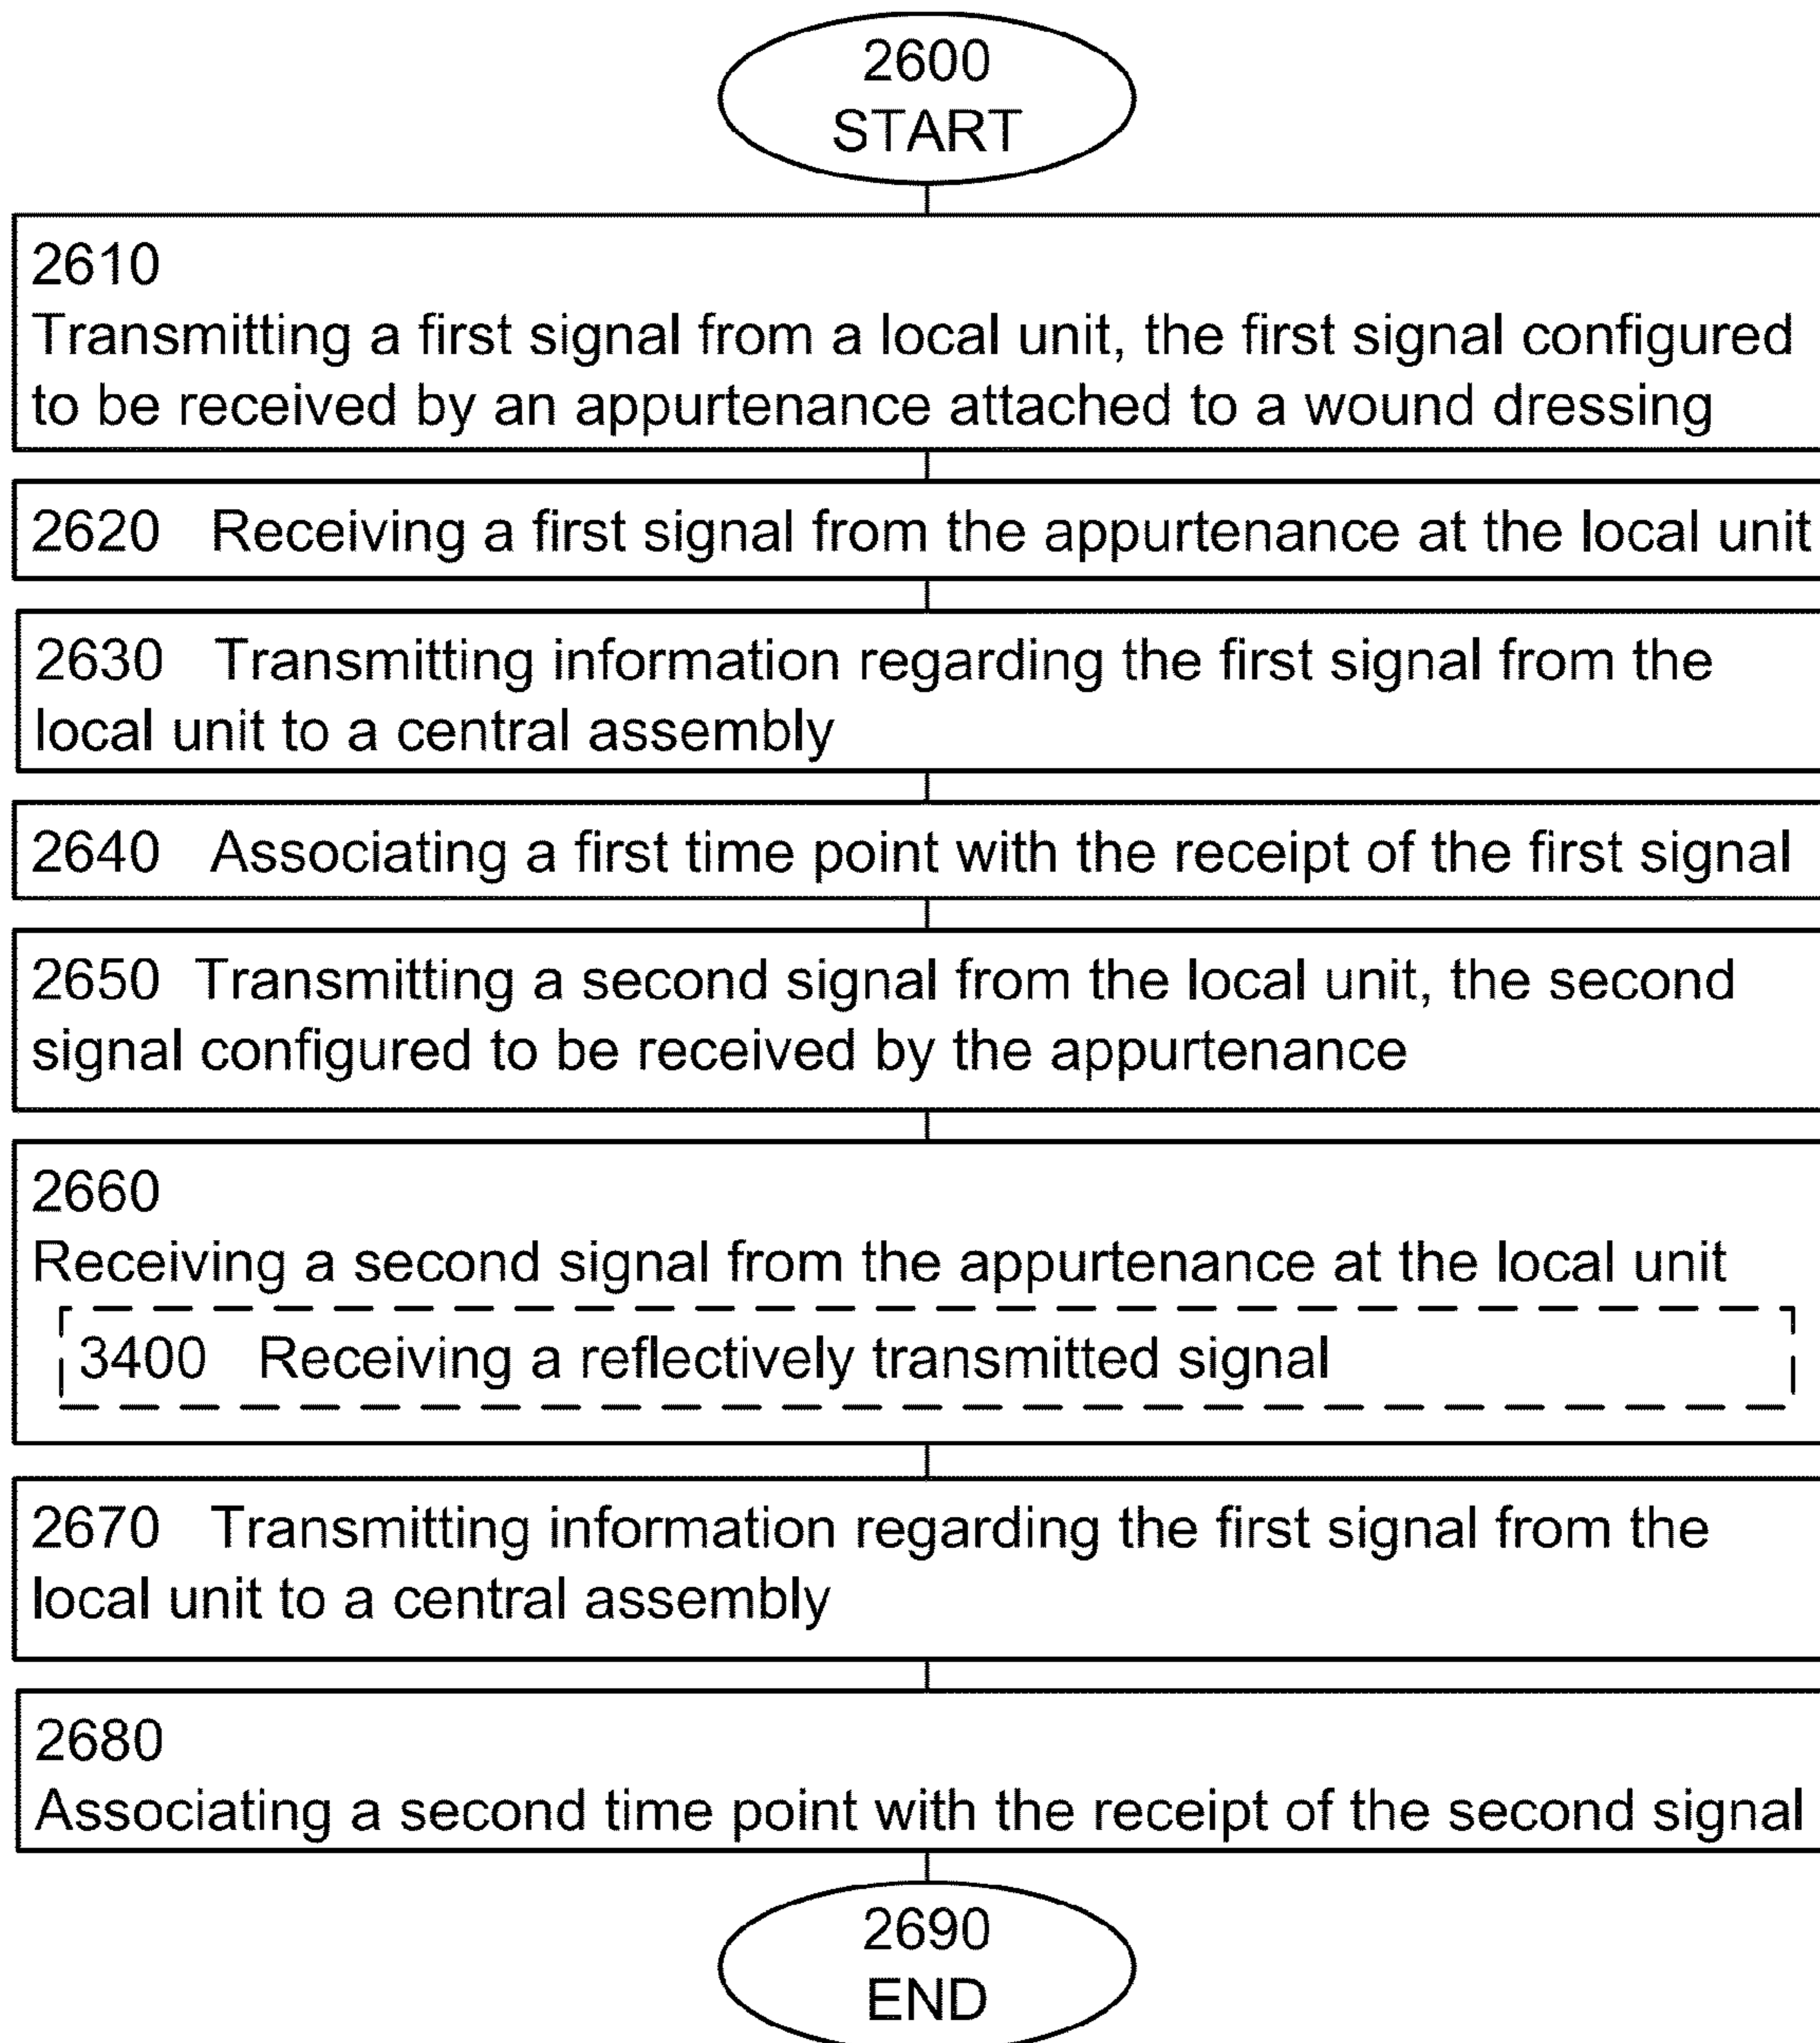 2600
START
2610
Transmitting a first signal from a local unit, the first signal configured
to be received by an appurtenance attached to a wound dressing
2620 Receiving a first signal from the appurtenance at the local unit
2630 Transmitting information regarding the first signal from the
local unit to a central assembly
2640 Associating a first time point with the receipt of the first signal
2650 Transmitting a second signal from the local unit, the second
signal configured to be received by the appurtenance
2660
Receiving a second signal from the appurtenance at the local unit
3400 Receiving a reflectively transmitted signal
2670 Transmitting information regarding the first signal from the
local unit to a central assembly
2680
Associating a second time point with the receipt of the second signal
2690
END